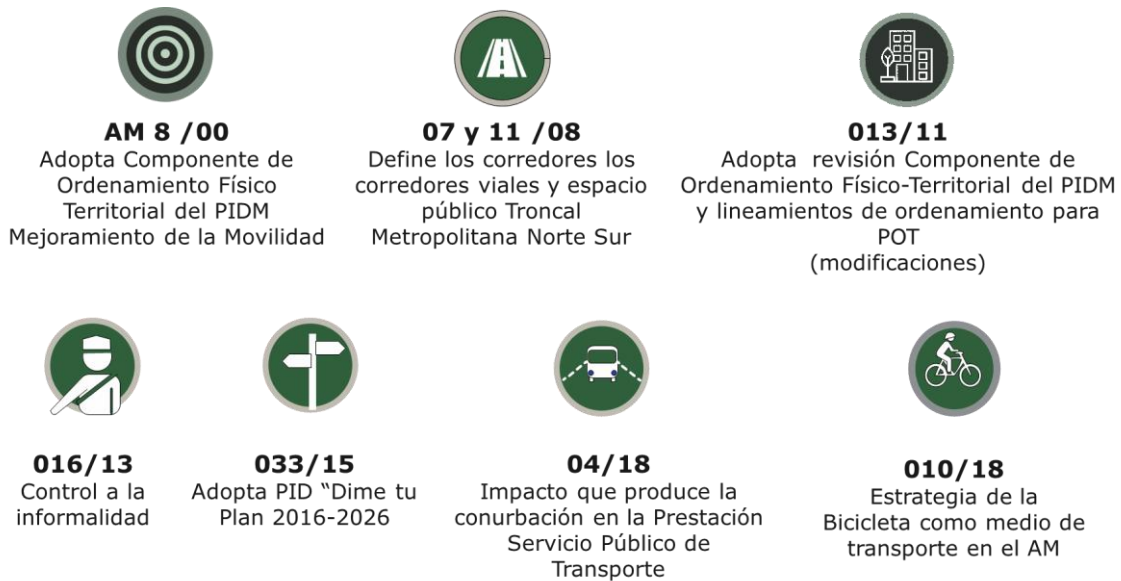 AM 8 /00
Adopta Componente de
Ordenamiento Físico
Territorial del PIDM
Mejoramiento de la Movilidad
07 y 11 /08
Define los corredores los
corredores viales y espacio
público Troncal
Metropolitana Norte Sur
013/11
Adopta revisión Componente de
Ordenamiento Físico-Territorial del PIDM
y lineamientos de ordenamiento para
POT
(modificaciones)
016/13
Control a la
informalidad
033/15
Adopta PID “Dime tu
Plan 2016-2026
04/18
Impacto que produce la
conurbación en la Prestación
Servicio Público de
Transporte
010/18
Estrategia de la
Bicicleta como medio de
transporte en el AM